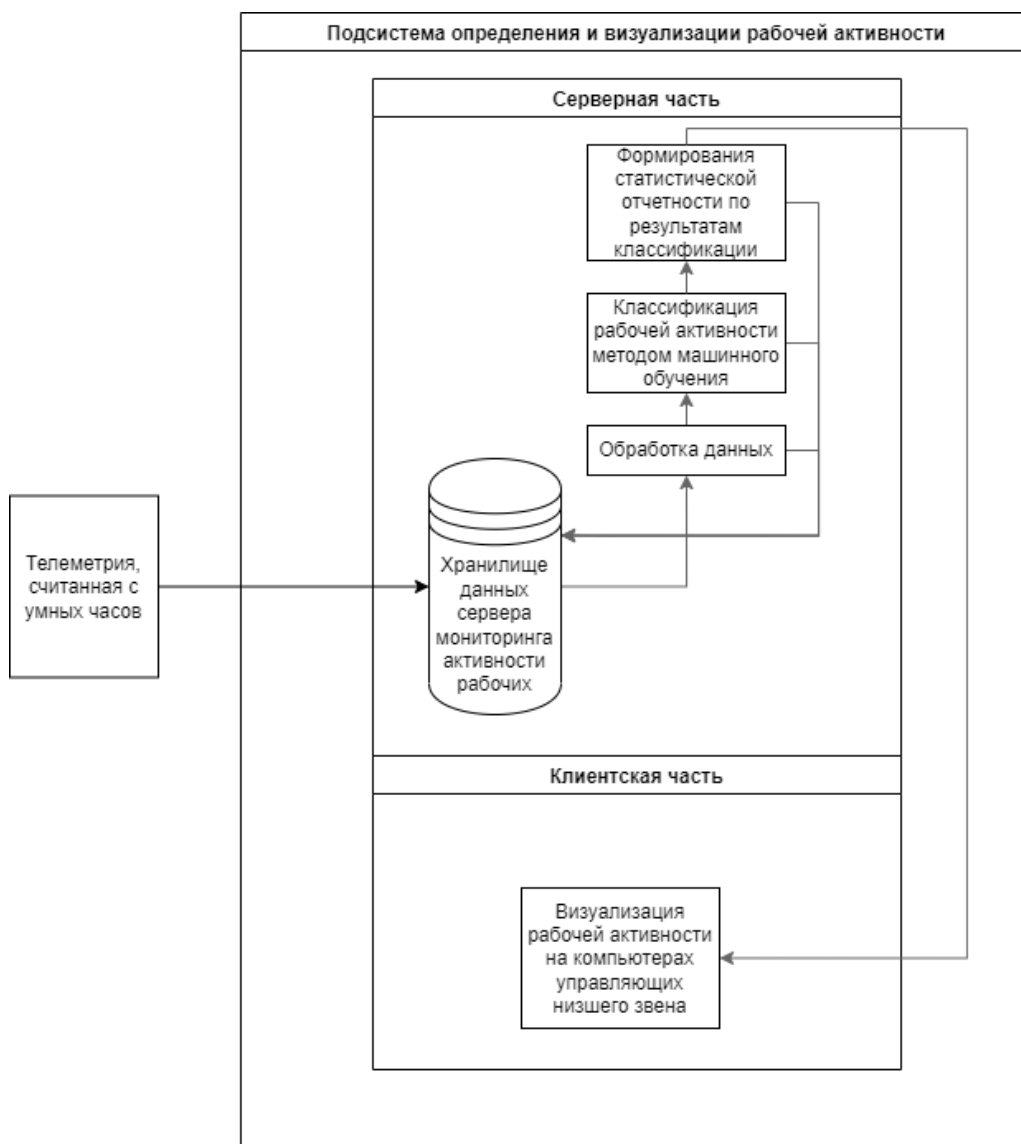 Подсистема определения и визуализации рабочей активности
Серверная часть
Формирования
статистической
отчетности по
результатам
классификации
Классификация
рабочей активности
методом машинного
обучения
Обработка данных
Телеметрия,
считанная с
умных часов
Хранилище
данных
сервера
мониторинга
активности
рабочих
Клиентская часть
Визуализация
рабочей активности
на компьютерах
управляющих
низшего звена